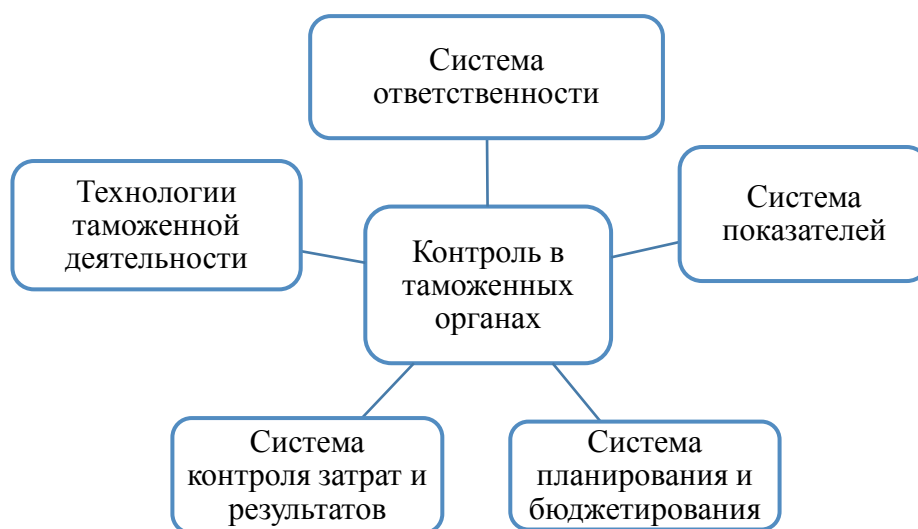 Система
ответственности
Технологии
таможенной
деятельности
Система
показателей
Контроль в
таможенных
органах
Система
контроля затрат и
результатов
Система
планирования и
бюджетирования